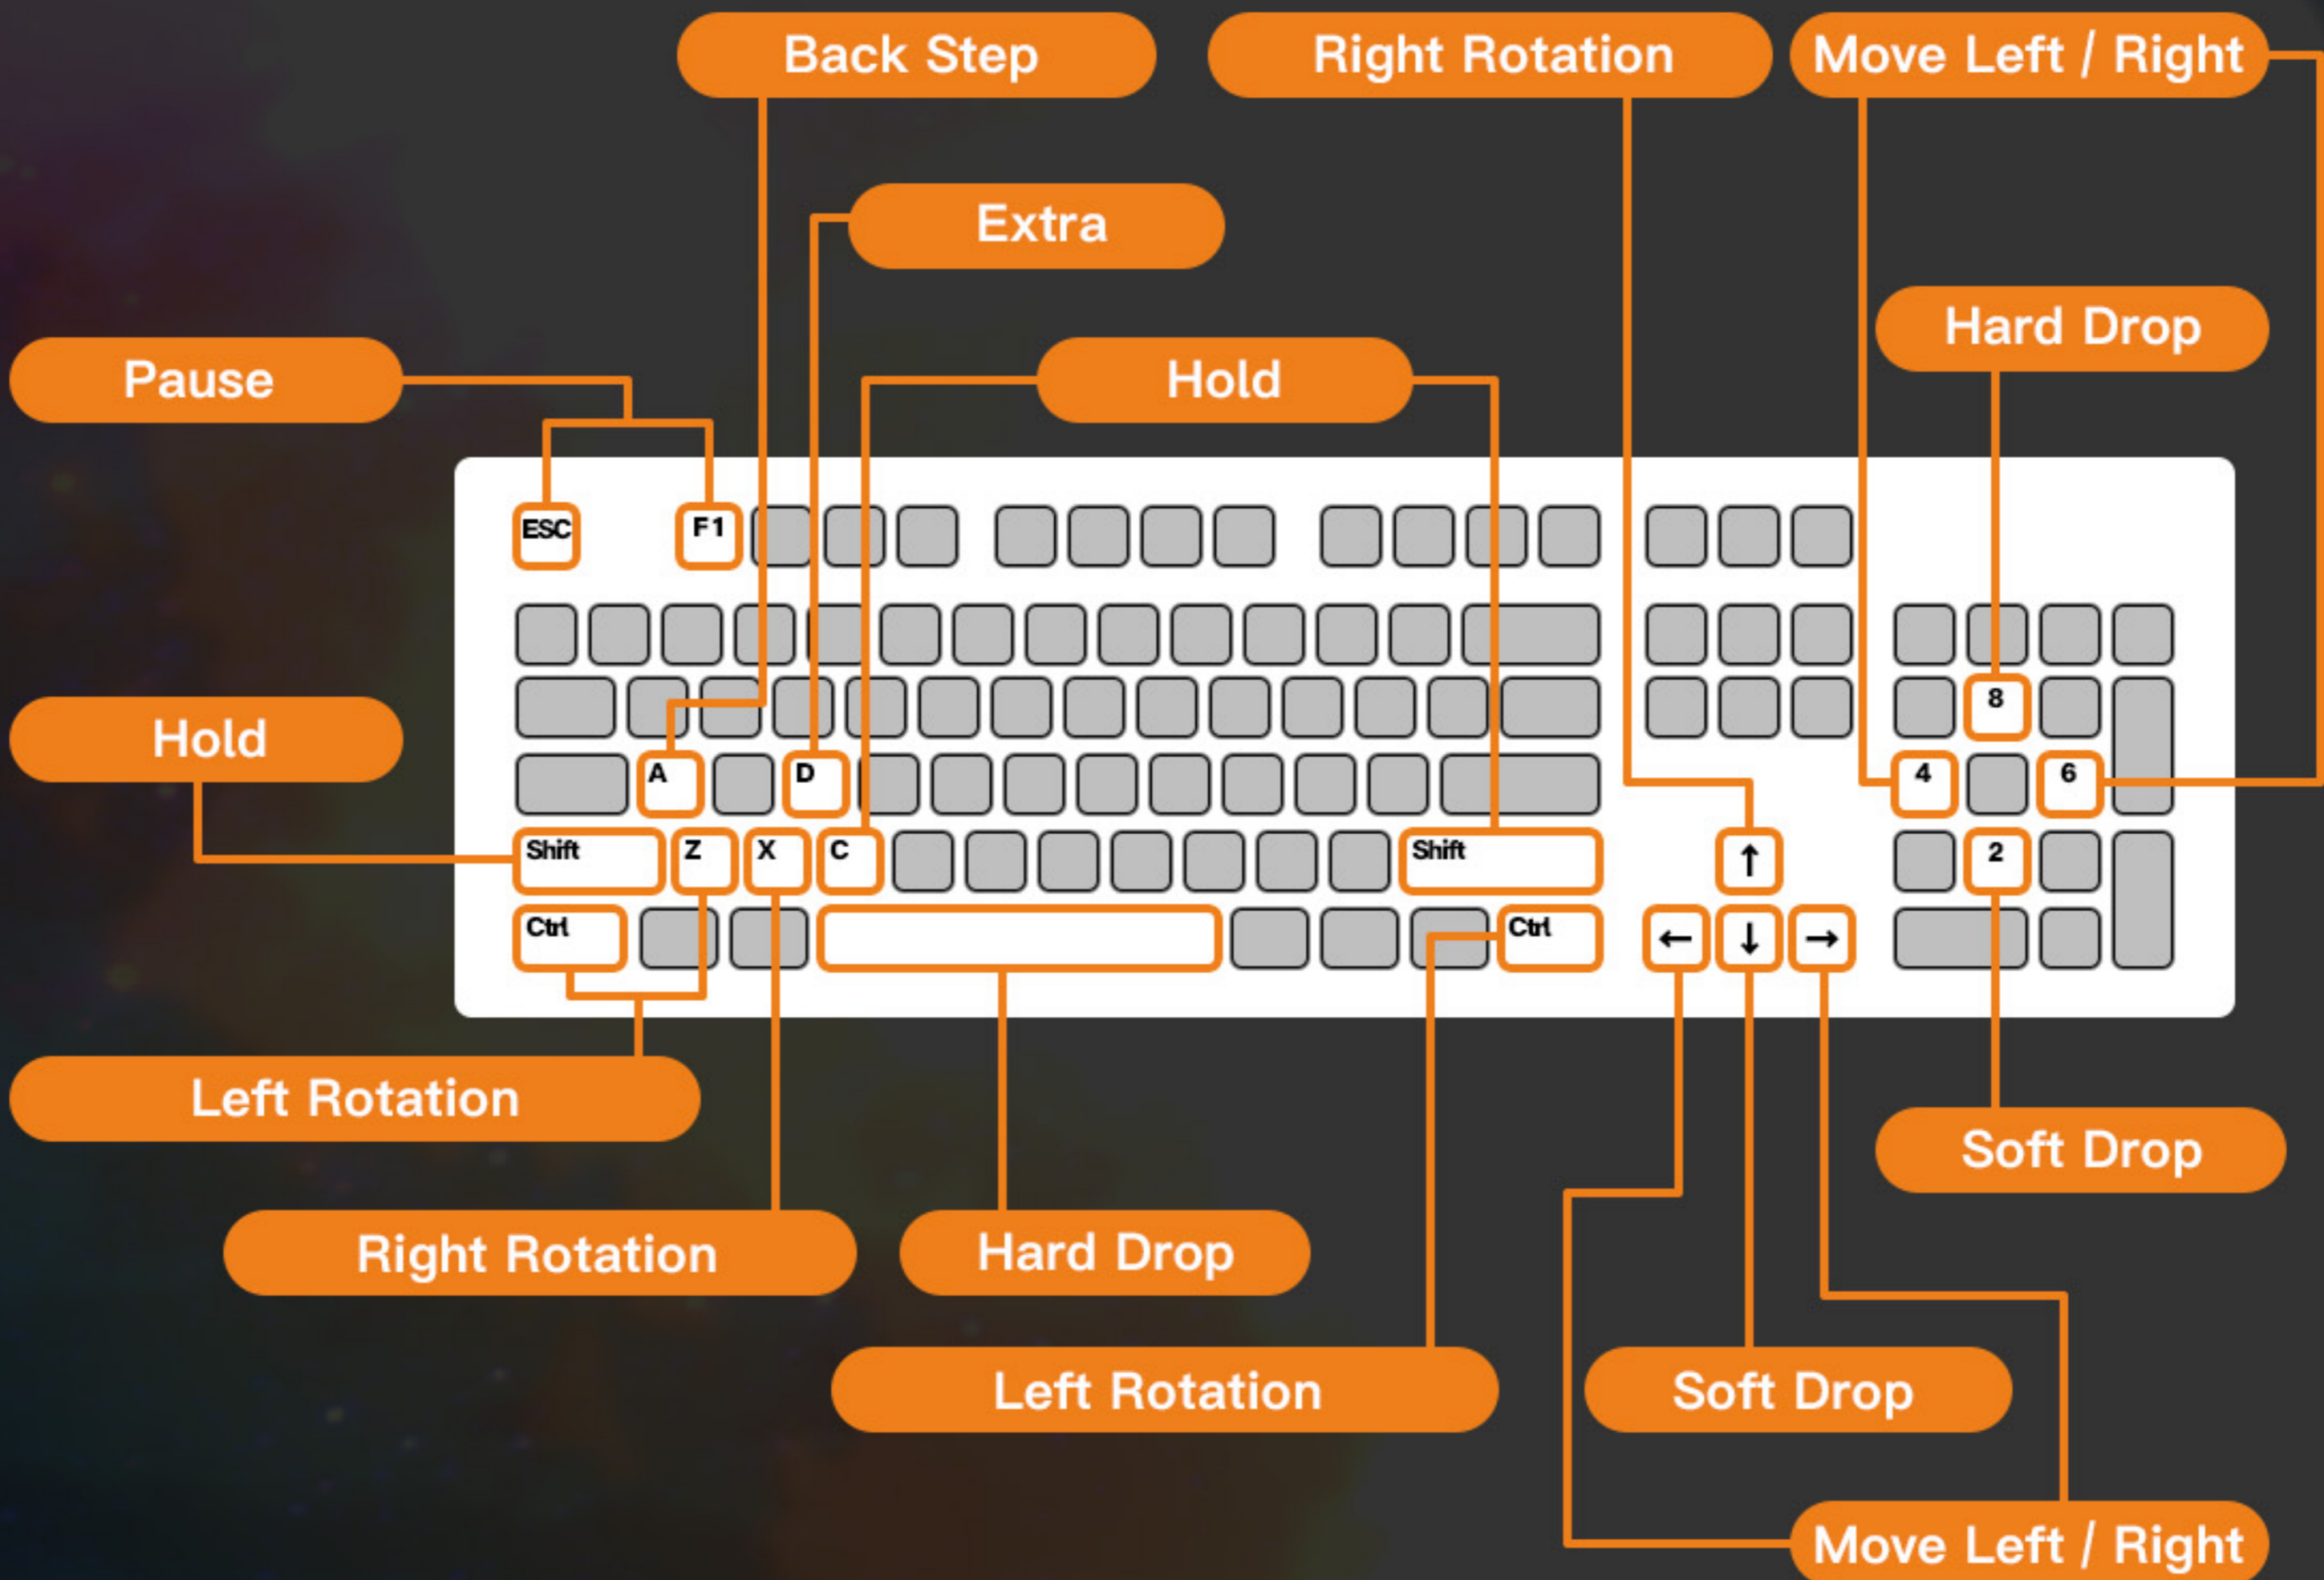 Back Step
Right Rotation
Move Left / Right
Extra
Hard Drop
Pause
Hold
ESC
F1
8
Hold
A
D
4
6
Shift
Z
X
C
Shift
↑
2
Ctrl
Ctrl
←
↓
→
Left Rotation
Soft Drop
Right Rotation
Hard Drop
Left Rotation
Soft Drop
Move Left / Right